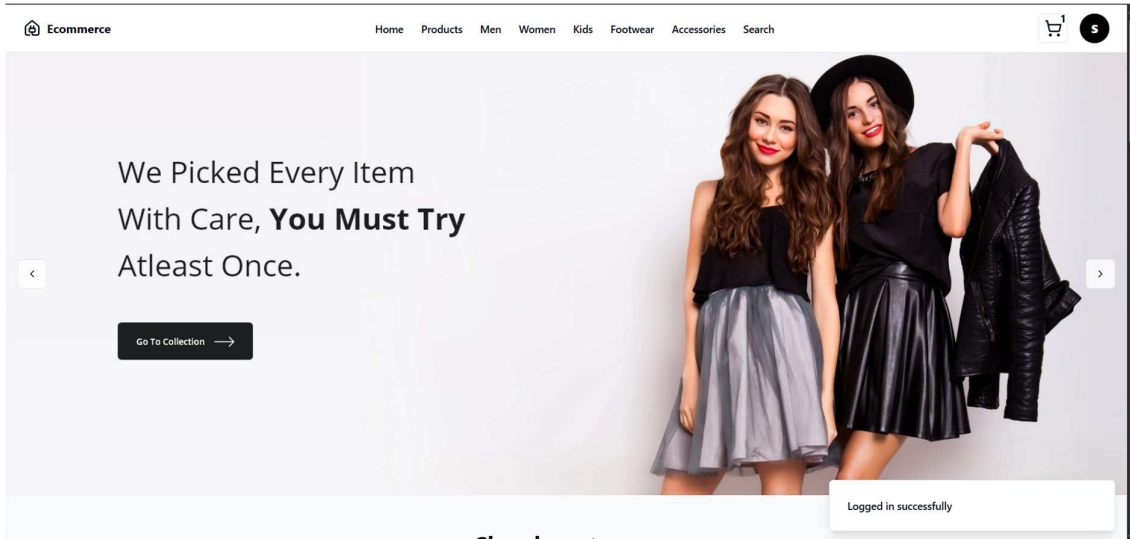 Ecommerce
Home Products Men Women Kids Footwear Accessories Search
1
S
We Picked Every Item
With Care, You Must Try
Atleast Once.
Go To Collection
Logged in successfully